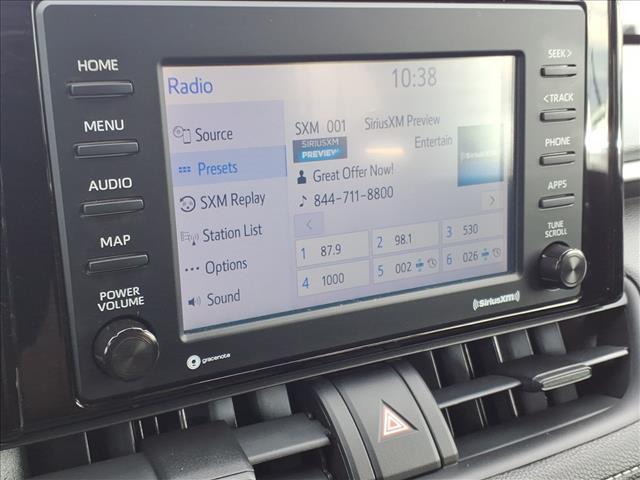 HOME
MENU
AUDIO
MAP
POWER
VOLUME
Radio
10:38
Source
Presets
SXM Replay
Station List
Options
Sound
SXM 001 SiriusXM Preview
Entertain
SIRIUSXM
PREVIEW
SiriusXM
Great Offer Now!
844-711-8800
1 87.9
2 98.1
3 530
4 1000
5 002
6 026
SEEK >
< TRACK
PHONE
APPS
TUNE
SCROLL
gracenote
SiriusXM